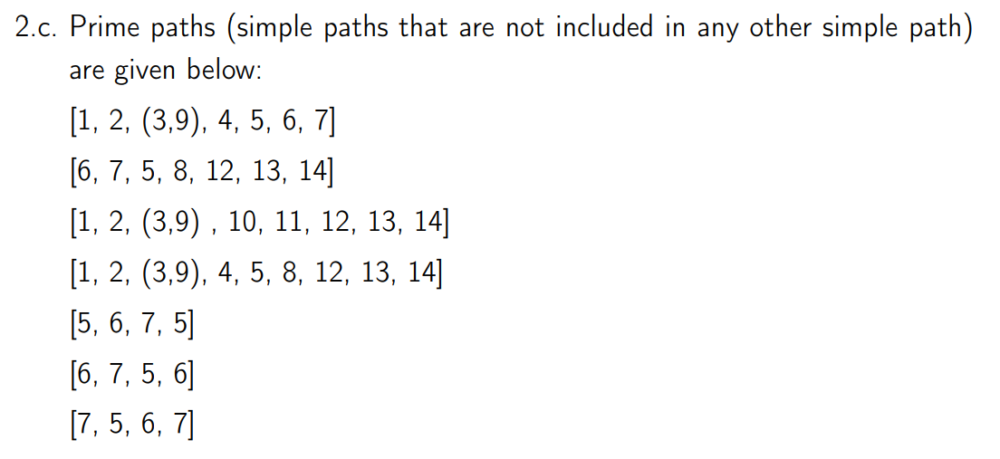 2.c. Prime paths (simple paths that are not included in any other simple path)
are given below:
[1, 2, (3,9), 4, 5, 6, 7]
[6, 7, 5, 8, 12, 13, 14]
[1, 2, (3,9) , 10, 11, 12, 13, 14]
[1, 2, (3,9), 4, 5, 8, 12, 13, 14]
[5, 6, 7, 5]
[6, 7, 5, 6]
[7, 5, 6, 7]